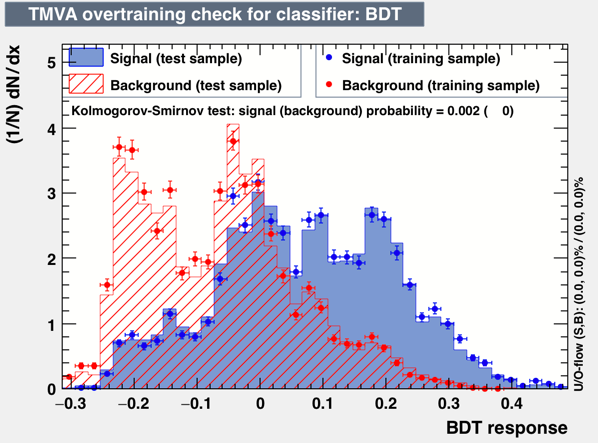 TMVA overtraining check for classifier: BDT
(1/N) dN / dx
Signal (test sample)
Signal (training sample)
Background (test sample)
Background (training sample)
Kolmogorov-Smirnov test: signal (background) probability = 0.002 ( 0)
5
4
3
2
1
0
−0.3 −0.2 −0.1 0 0.1 0.2 0.3 0.4
BDT response
U/O-flow (S,B): (0.0, 0.0)% / (0.0, 0.0)%